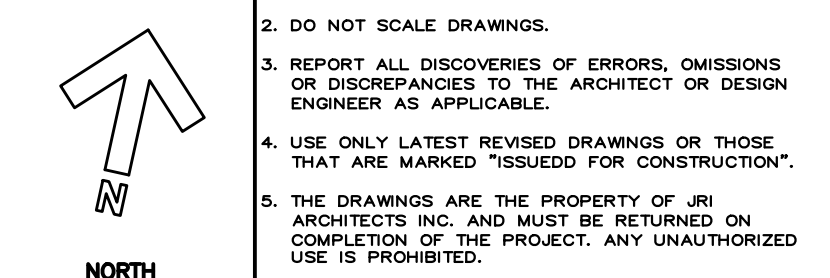 N
NORTH
2. DO NOT SCALE DRAWINGS.
3. REPORT ALL DISCOVERIES OF ERRORS, OMISSIONS
OR DISCREPANCIES TO THE ARCHITECT OR DESIGN
ENGINEER AS APPLICABLE.
4. USE ONLY LATEST REVISED DRAWINGS OR THOSE
THAT ARE MARKED "ISSUEDD FOR CONSTRUCTION".
5. THE DRAWINGS ARE THE PROPERTY OF JRI
ARCHITECTS INC. AND MUST BE RETURNED ON
COMPLETION OF THE PROJECT. ANY UNAUTHORIZED
USE IS PROHIBITED.